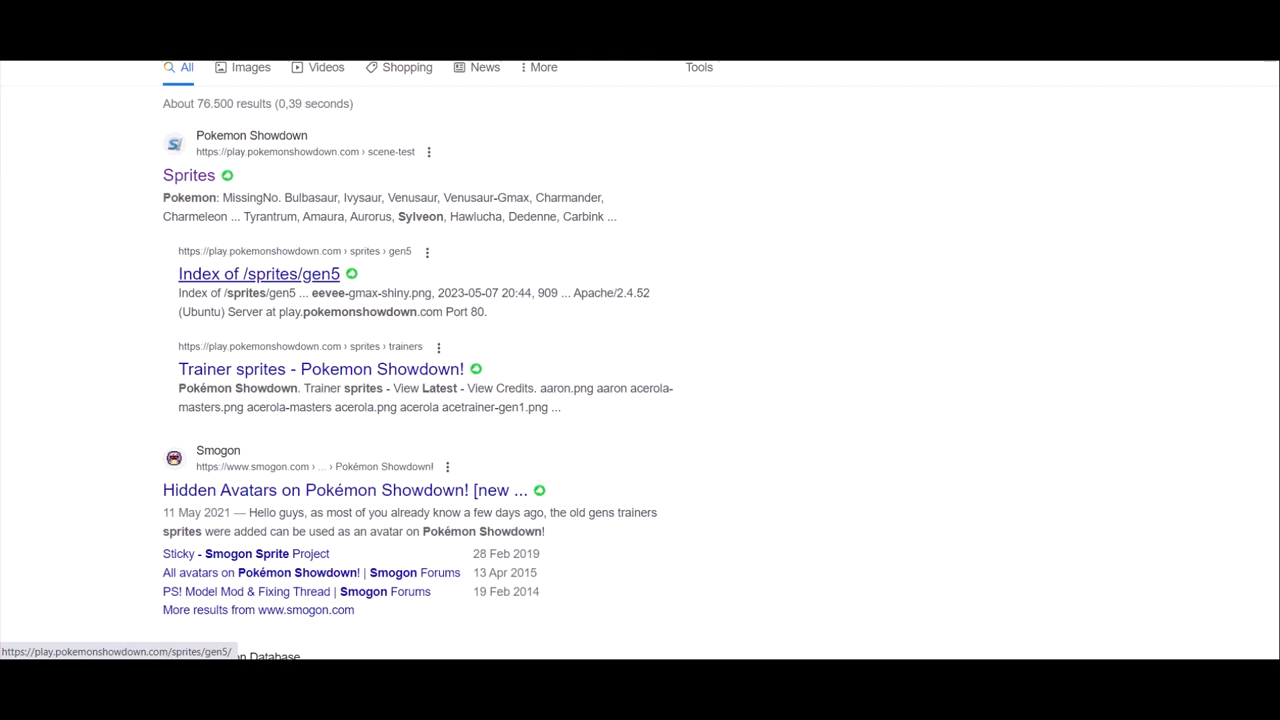 All Images Videos Shopping News More Tools
About 76.500 results (0,39 seconds)
Pokemon Showdown
https://play.pokemonshowdown.com › scene-test
Sprites
Pokemon: MissingNo. Bulbasaur, Ivysaur, Venusaur, Venusaur-Gmax, Charmander,
Charmeleon ... Tyrantrum, Amaura, Aurorus, Sylveon, Hawlucha, Dedenne, Carbink ...
https://play.pokemonshowdown.com › sprites › gen5
Index of /sprites/gen5
Index of /sprites/gen5 ... eevee-gmax-shiny.png, 2023-05-07 20:44, 909 ... Apache/2.4.52
(Ubuntu) Server at play.pokemonshowdown.com Port 80.
https://play.pokemonshowdown.com › sprites › trainers
Trainer sprites - Pokemon Showdown!
Pokémon Showdown. Trainer sprites - View Latest - View Credits. aaron.png aaron acerola-
masters.png acerola-masters acerola.png acerola acetrainer-gen1.png ...
Smogon
https://www.smogon.com › ... › Pokémon Showdown!
Hidden Avatars on Pokémon Showdown! [new ...
11 May 2021 — Hello guys, as most of you already know a few days ago, the old gens trainers
sprites were added can be used as an avatar on Pokémon Showdown!
Sticky - Smogon Sprite Project 28 Feb 2019
All avatars on Pokémon Showdown! | Smogon Forums 13 Apr 2015
PS! Model Mod & Fixing Thread | Smogon Forums 19 Feb 2014
More results from www.smogon.com
https://play.pokemonshowdown.com/sprites/gen5/
Database